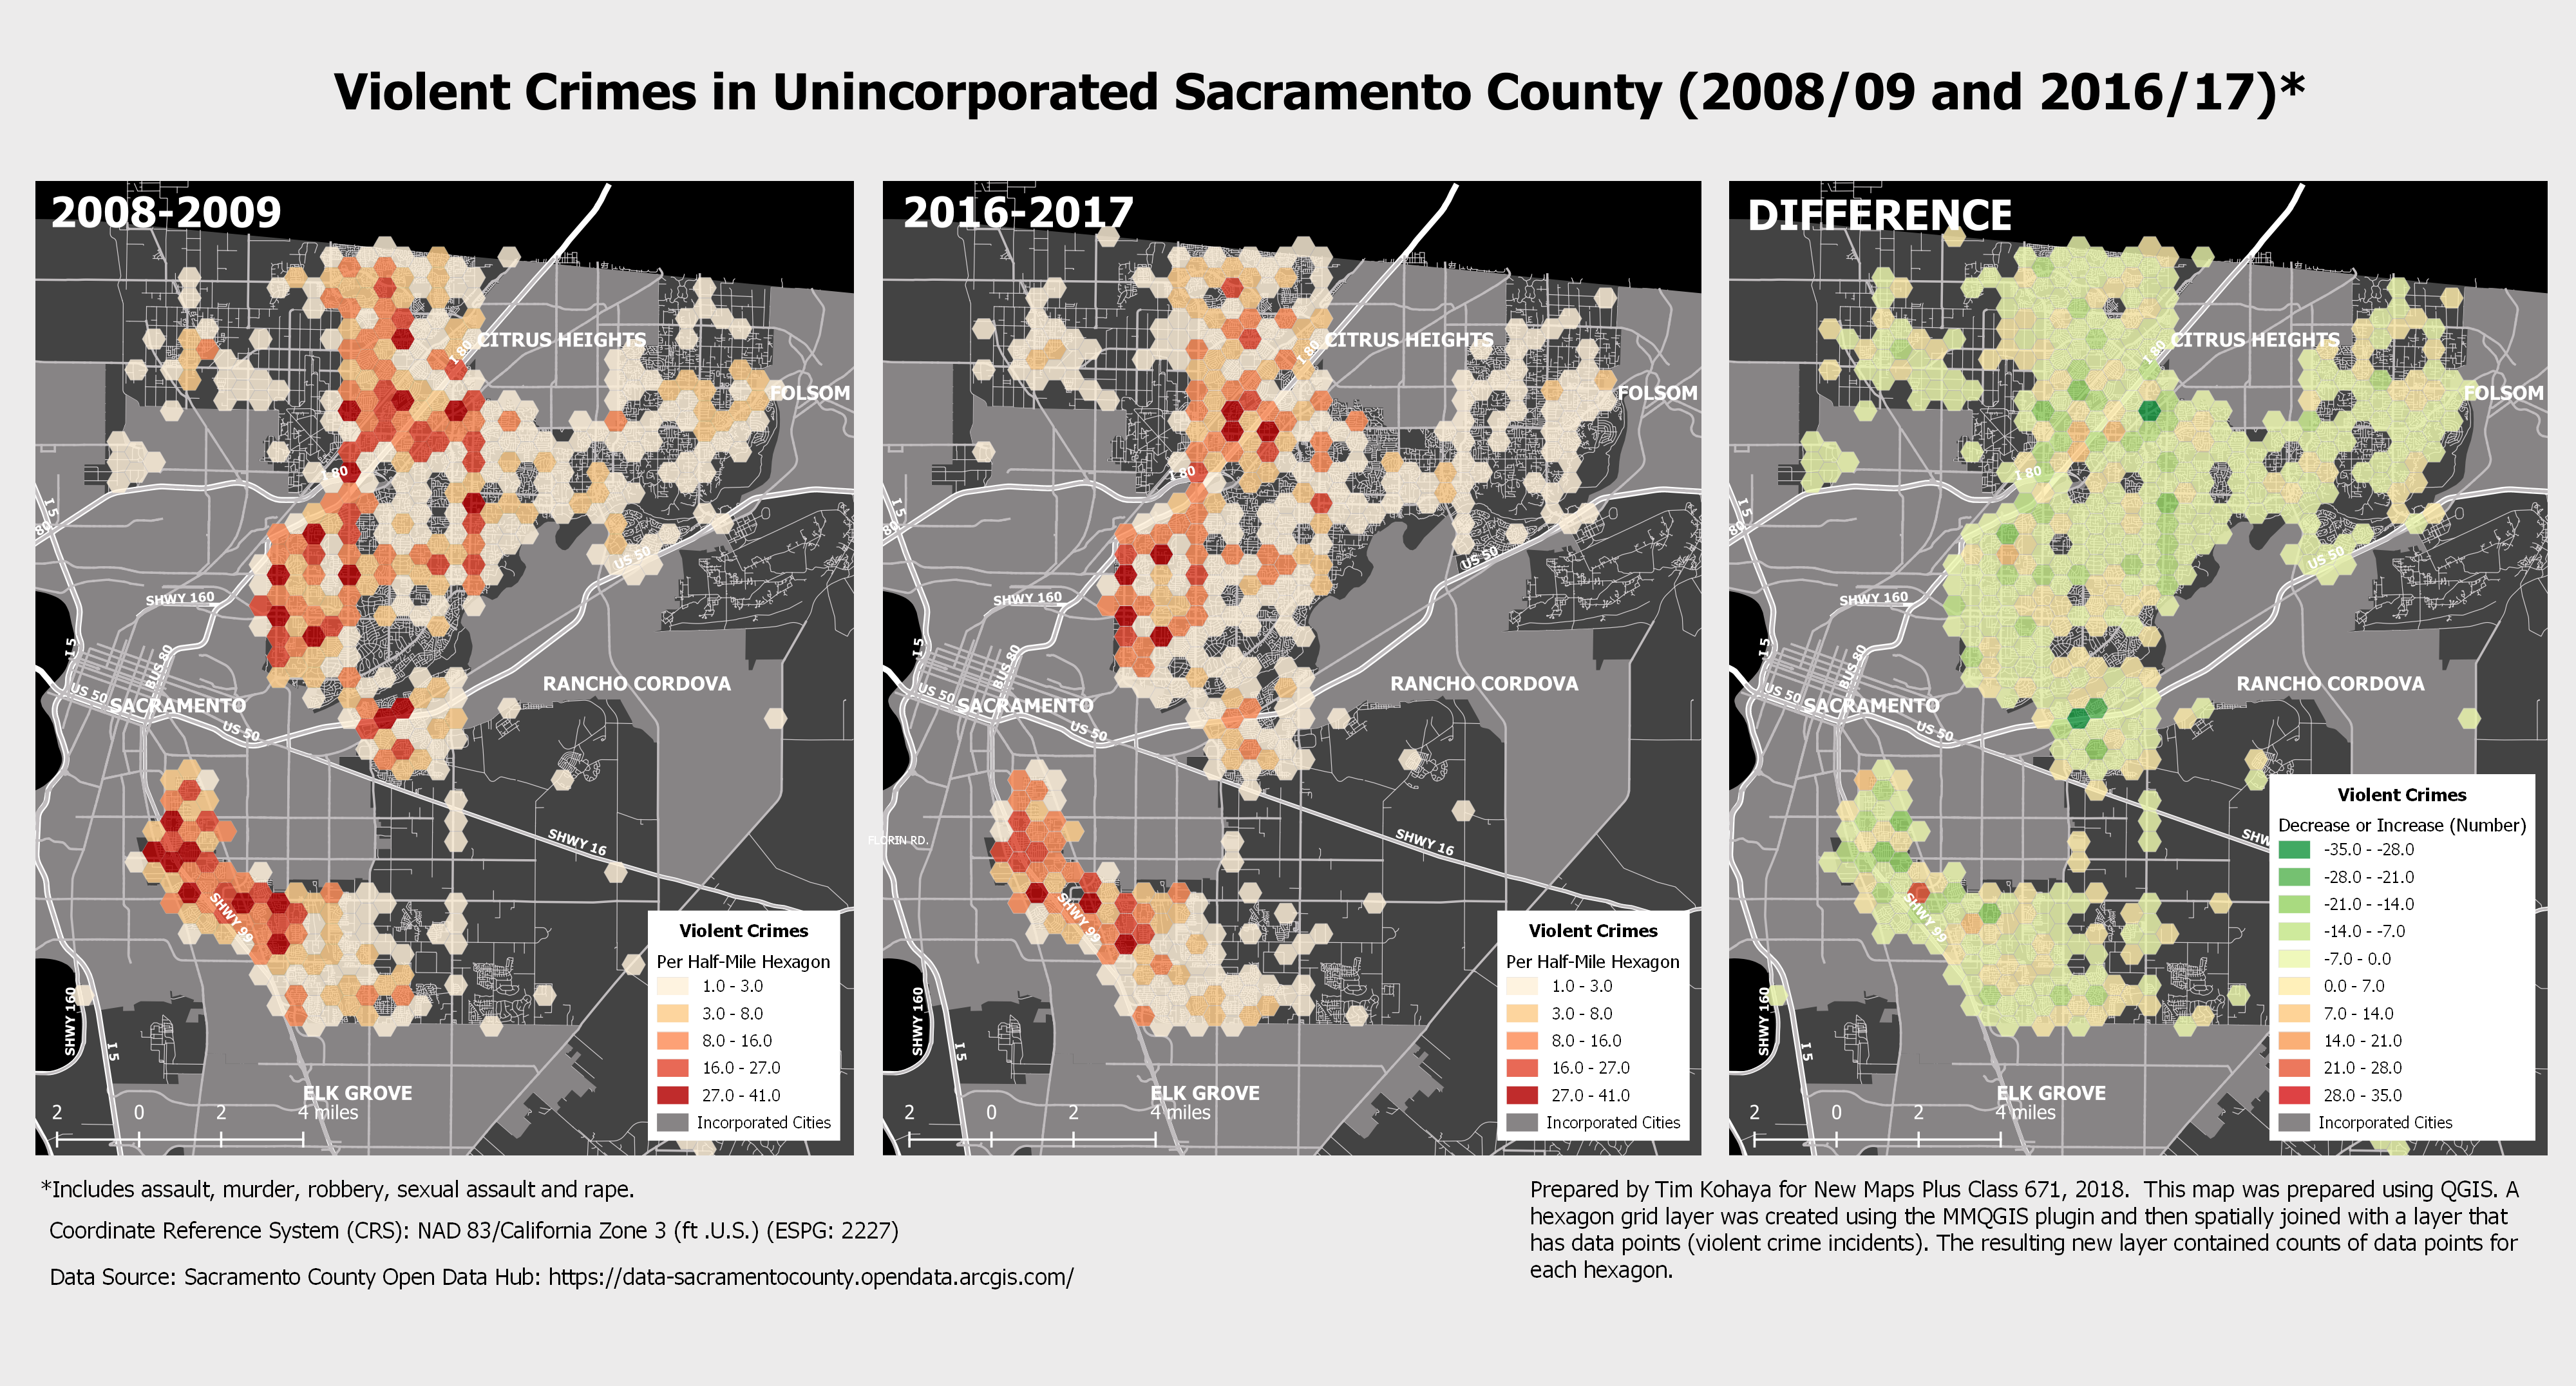 Violent Crimes in Unincorporated Sacramento County (2008/09 and 2016/17)*
2008-2009
CITRUS HEIGHTS
I 80
FOLSOM
I 80
I 5
80
US 50
SHWY 160
I 5
BUS 80
US 50
SACRAMENTO
US 50
RANCHO CORDOVA
SHWY 16
SHWY 99
SHWY 160
I 5
ELK GROVE
2 0 2 4 miles
Violent Crimes
Per Half-Mile Hexagon
1.0 - 3.0
3.0 - 8.0
8.0 - 16.0
16.0 - 27.0
27.0 - 41.0
Incorporated Cities
2016-2017
CITRUS HEIGHTS
I 80
FOLSOM
I 80
I 5
80
US 50
SHWY 160
I 5
BUS 80
US 50
SACRAMENTO
US 50
RANCHO CORDOVA
FLORIN RD.
SHWY 16
SHWY 99
SHWY 160
I 5
ELK GROVE
2 0 2 4 miles
Violent Crimes
Per Half-Mile Hexagon
1.0 - 3.0
3.0 - 8.0
8.0 - 16.0
16.0 - 27.0
27.0 - 41.0
Incorporated Cities
DIFFERENCE
CITRUS HEIGHTS
I 80
FOLSOM
I 80
I 5
80
US 50
SHWY 160
I 5
BUS 80
US 50
SACRAMENTO
US 50
RANCHO CORDOVA
SHW
SHWY 99
SHWY 160
I 5
ELK GROVE
2 0 2 4 miles
Violent Crimes
Decrease or Increase (Number)
-35.0 - -28.0
-28.0 - -21.0
-21.0 - -14.0
-14.0 - -7.0
-7.0 - 0.0
0.0 - 7.0
7.0 - 14.0
14.0 - 21.0
21.0 - 28.0
28.0 - 35.0
Incorporated Cities
*Includes assault, murder, robbery, sexual assault and rape.
Coordinate Reference System (CRS): NAD 83/California Zone 3 (ft .U.S.) (ESPG: 2227)
Data Source: Sacramento County Open Data Hub: https://data-sacramentocounty.opendata.arcgis.com/
Prepared by Tim Kohaya for New Maps Plus Class 671, 2018. This map was prepared using QGIS. A
hexagon grid layer was created using the MMQGIS plugin and then spatially joined with a layer that
has data points (violent crime incidents). The resulting new layer contained counts of data points for
each hexagon.